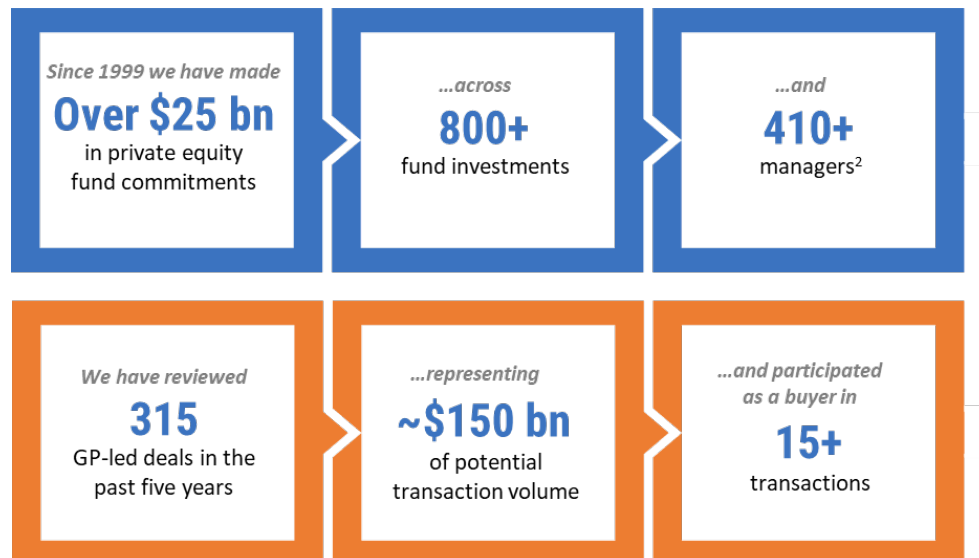 Since 1999 we have made
Over $25 bn
in private equity
fund commitments
...across
800+
fund investments
...and
410+
managers²
We have reviewed
315
GP-led deals in the
past five years
...representing
~$150 bn
of potential
transaction volume
...and participated
as a buyer in
15+
transactions